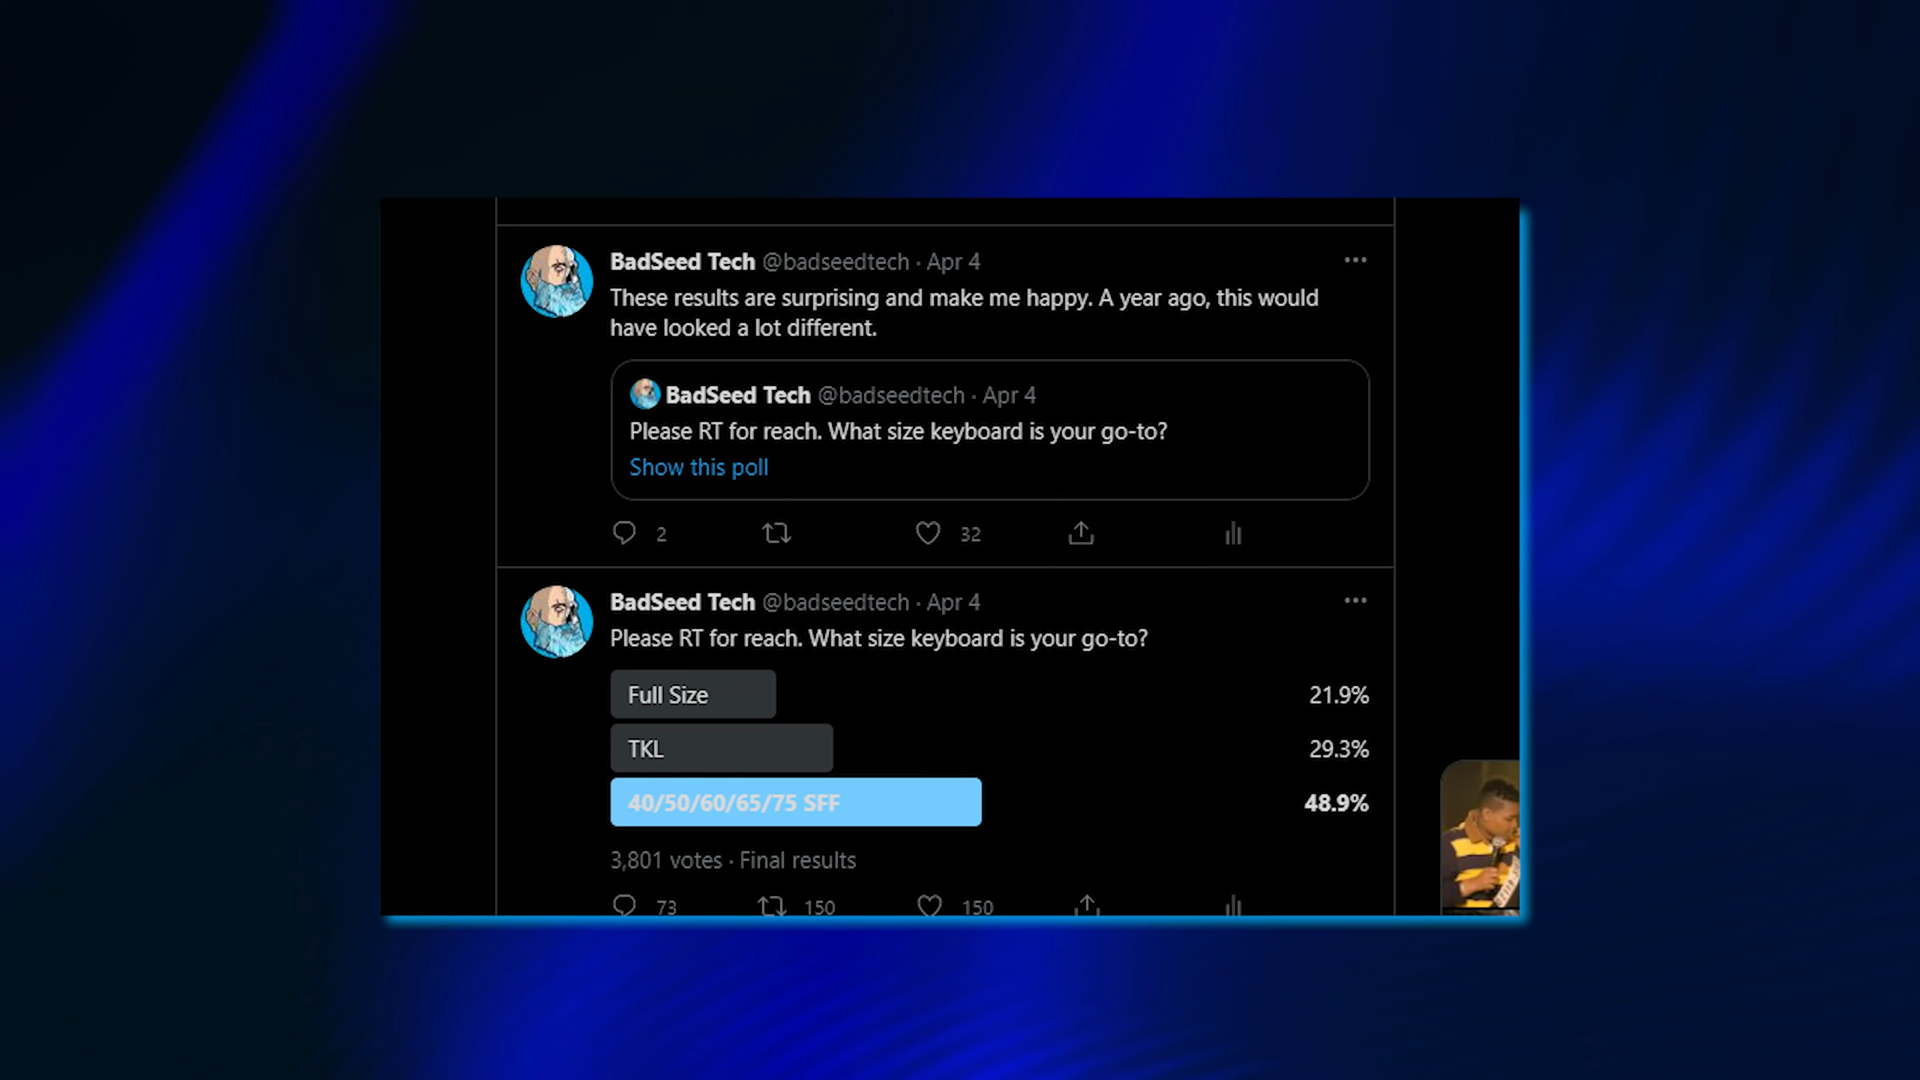 BadSeed Tech @badseedtech · Apr 4
These results are surprising and make me happy. A year ago, this would
have looked a lot different.
BadSeed Tech @badseedtech · Apr 4
Please RT for reach. What size keyboard is your go-to?
Show this poll
2 32
BadSeed Tech @badseedtech · Apr 4
Please RT for reach. What size keyboard is your go-to?
Full Size 21.9%
TKL 29.3%
40/50/60/65/75 SFF 48.9%
3,801 votes · Final results
73 150 150